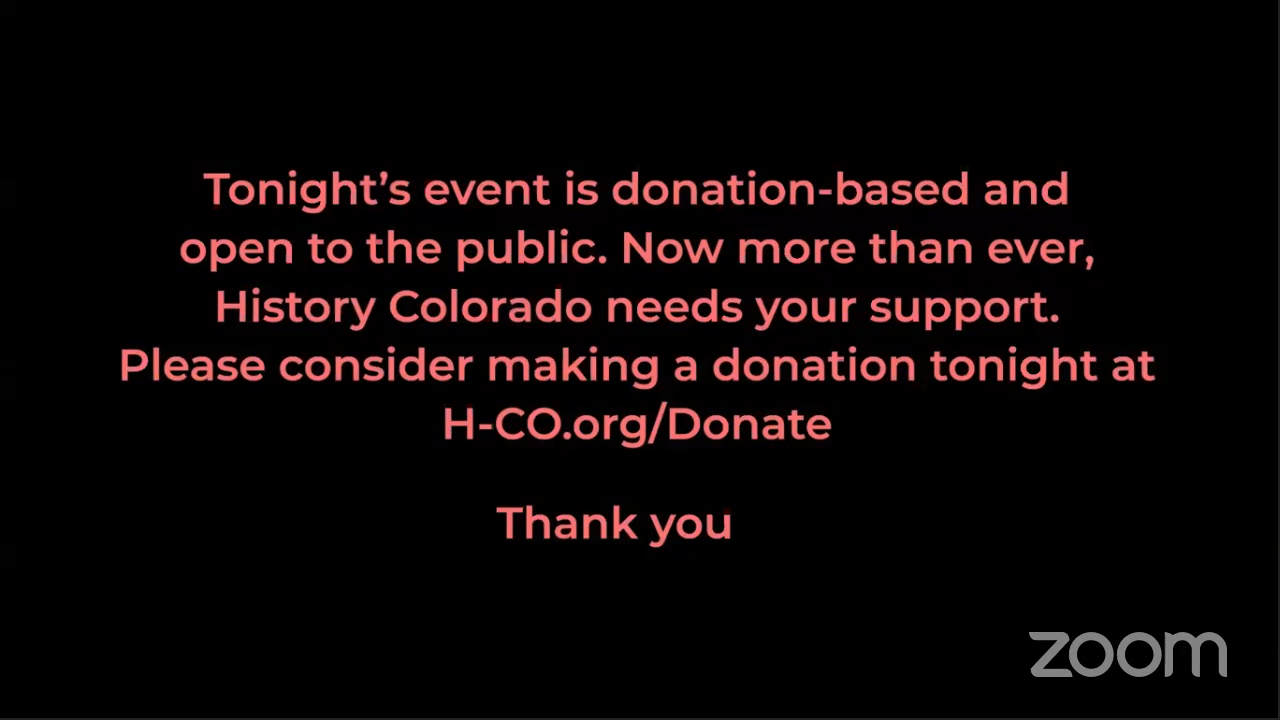 Tonight’s event is donation-based and
open to the public. Now more than ever,
History Colorado needs your support.
Please consider making a donation tonight at
H-CO.org/Donate
Thank you
zoom